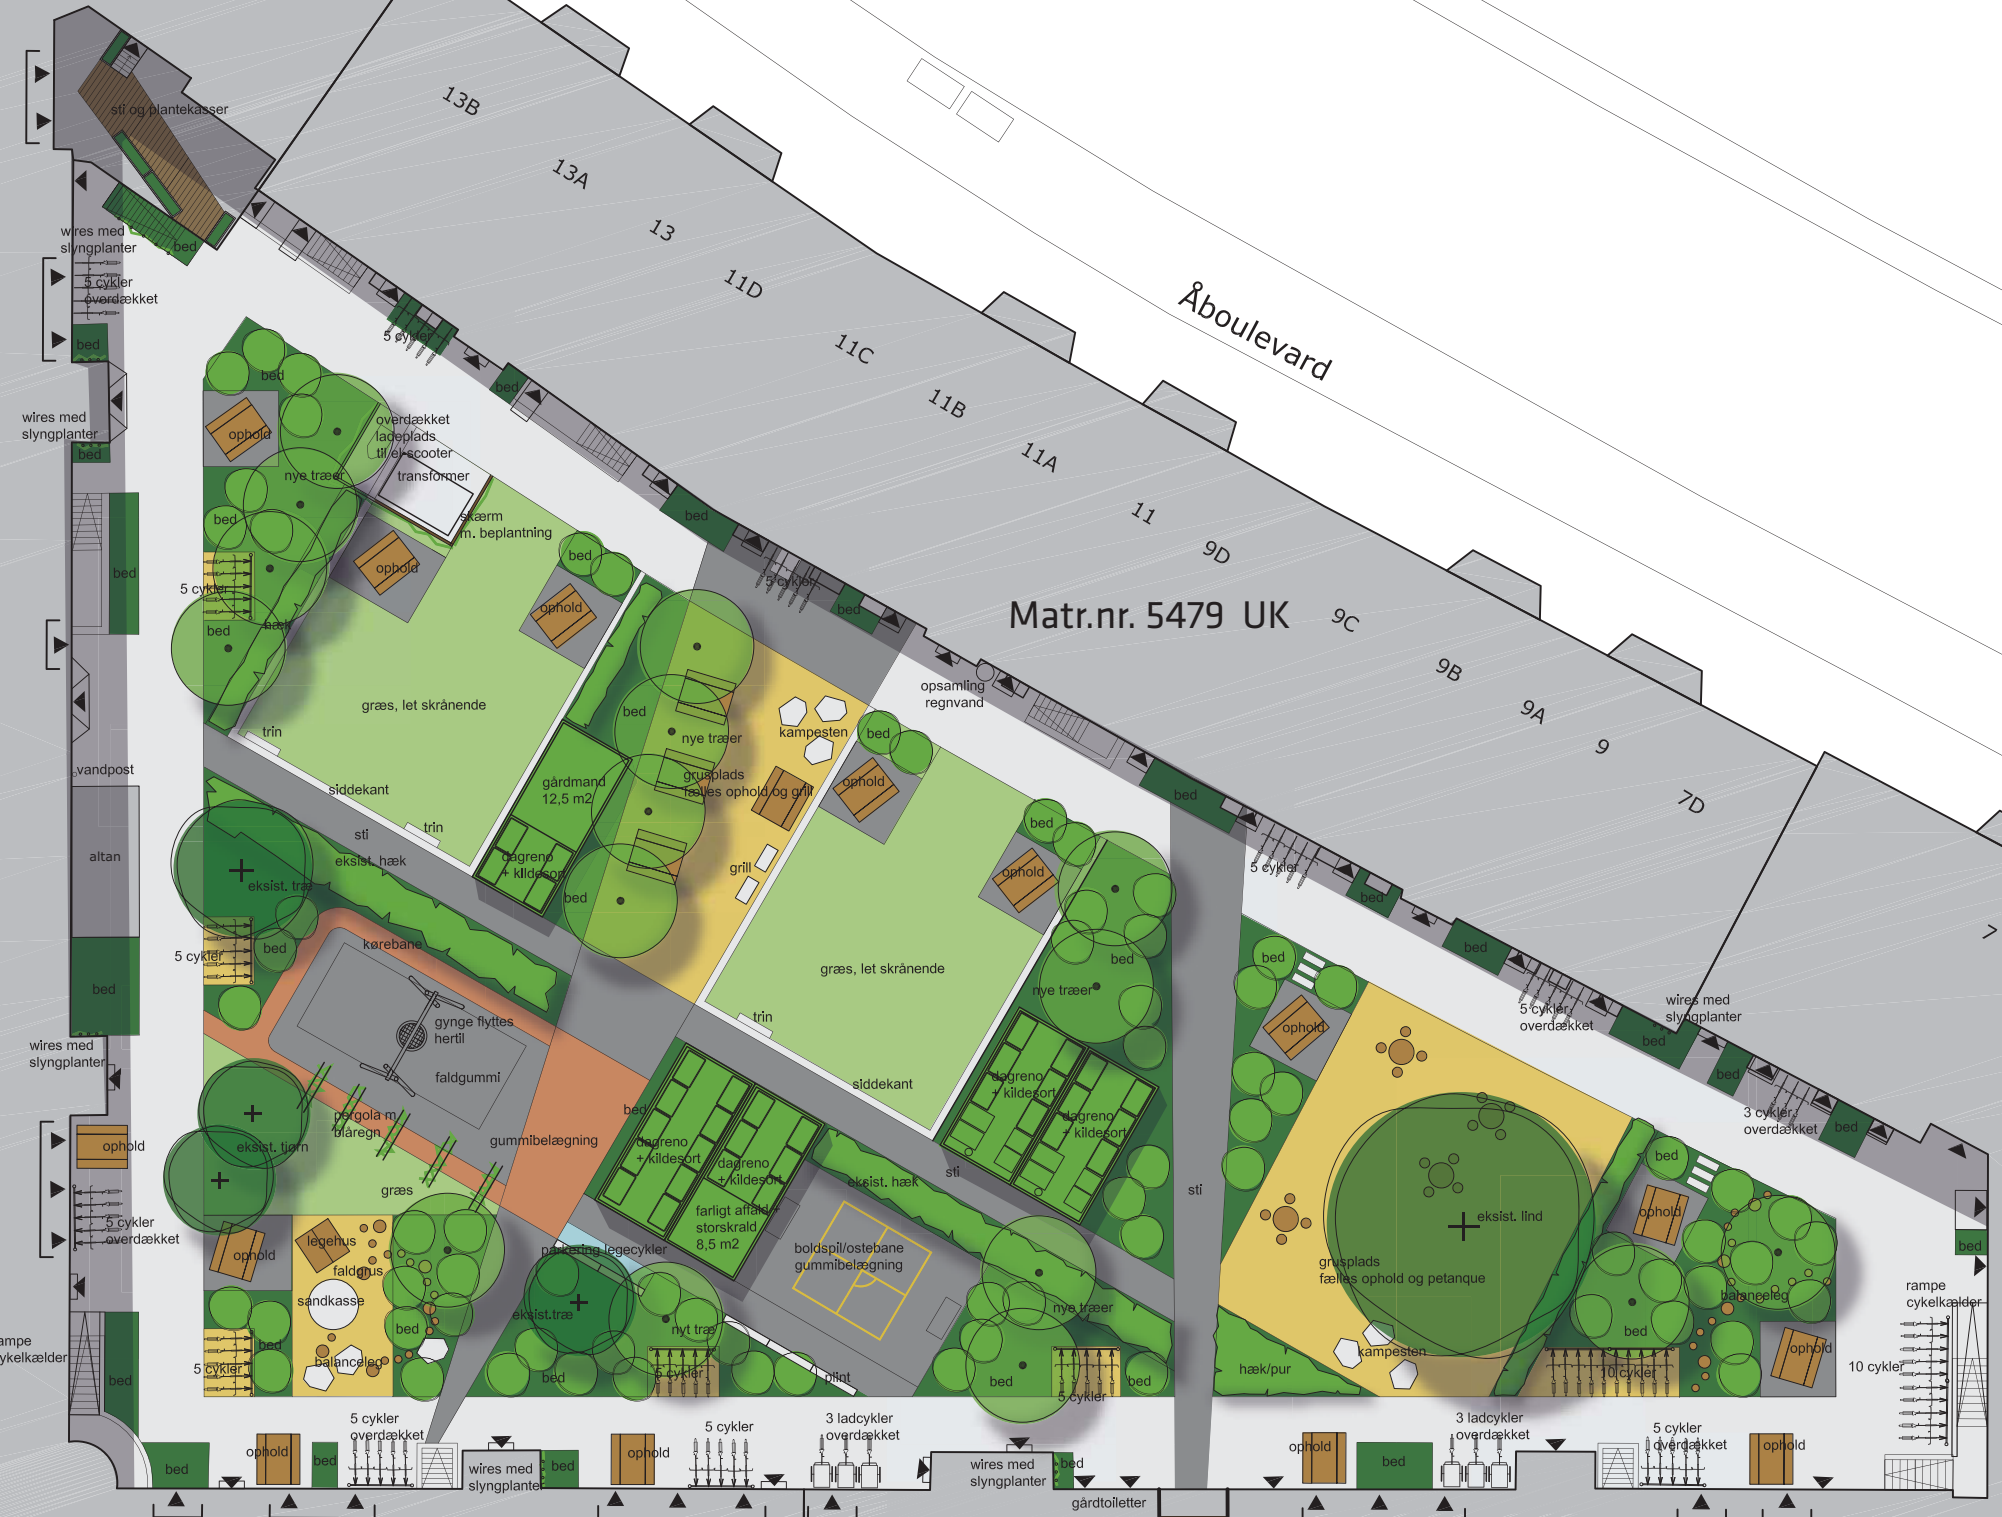 sti og plantekasser
13B
13A
13
11D
11C
11B
11A
11
9D
9C
9B
9A
9
7D
7
Åboulevard
Matr.nr. 5479 UK
wires med
slyngplanter
bed
5 cykler
overdækket
bed
5 cykler
bed
wires med
slyngplanter
bed
ophold
overdækket
ladeplads
til el-scooter
transformer
nye træer
bed
skærm
m. beplantning
bed
bed
ophold
bed
5 cykler
bed
5 cykler
bed
ophold
bed
hæk
græs, let skrånende
trin
bed
nye træer
kampesten
opsamling
regnvand
bed
vandpost
siddekant
trin
sti
gårdmand
12,5 m2
grusplads
fælles ophold og grill
ophold
bed
bed
altan
eksist. hæk
eksist. træ
dagreno
+ kildesort
grill
bed
ophold
5 cykler
bed
kørebane
bed
5 cykler
græs, let skrånende
bed
nye træer
bed
bed
bed
gynge flyttes
hertil
faldgummi
trin
ophold
5 cykler
overdækket
wires med
slyngplanter
bed
wires med
slyngplanter
pergola m.
blåregn
bed
siddekant
dagreno
+ kildesort
dagreno
+ kildesort
bed
3 cykler
overdækket
bed
ophold
eksist. tjørn
gummibelægning
dagreno
+ kildesort
dagreno
+ kildesort
eksist. hæk
sti
sti
bed
græs
farligt affald +
storskrald
8,5 m2
eksist. lind
ophold
5 cykler
overdækket
ophold
legehus
faldgrus
parkering legecykler
boldspil/ostebane
gummibelægning
grusplads
fælles ophold og petanque
bed
sandkasse
eksist.træ
nyt træ
nye træer
balanceleg
rampe
cykelkælder
bed
bed
bed
kampesten
ophold
5 cykler
balanceleg
bed
5 cykler
plint
bed
5 cykler
bed
hæk/pur
10 cykler
10 cykler
bed
5 cykler
overdækket
5 cykler
3 ladcykler
overdækket
3 ladcykler
overdækket
5 cykler
overdækket
bed
ophold
bed
wires med
slyngplanter
bed
ophold
wires med
slyngplanter
bed
gårdtoiletter
ophold
bed
ophold